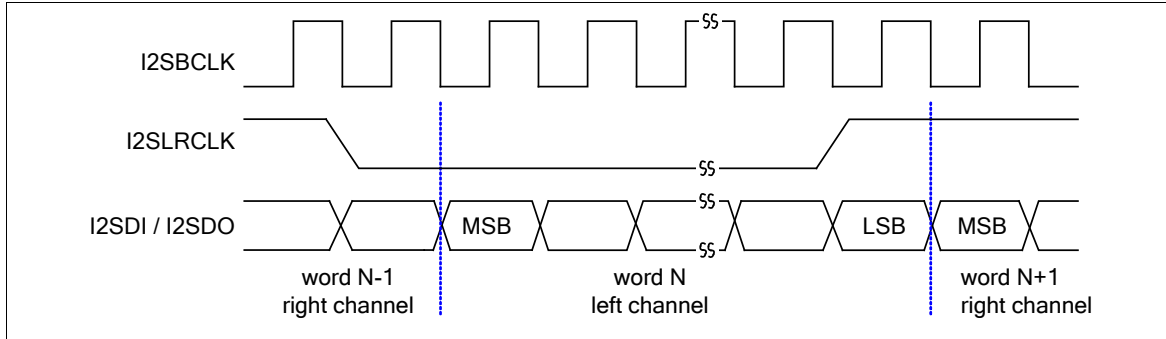 I2SBCLK
I2SLRCLK
I2SDI / I2SDO
MSB
LSB
MSB
word N-1
right channel
word N
left channel
word N+1
right channel